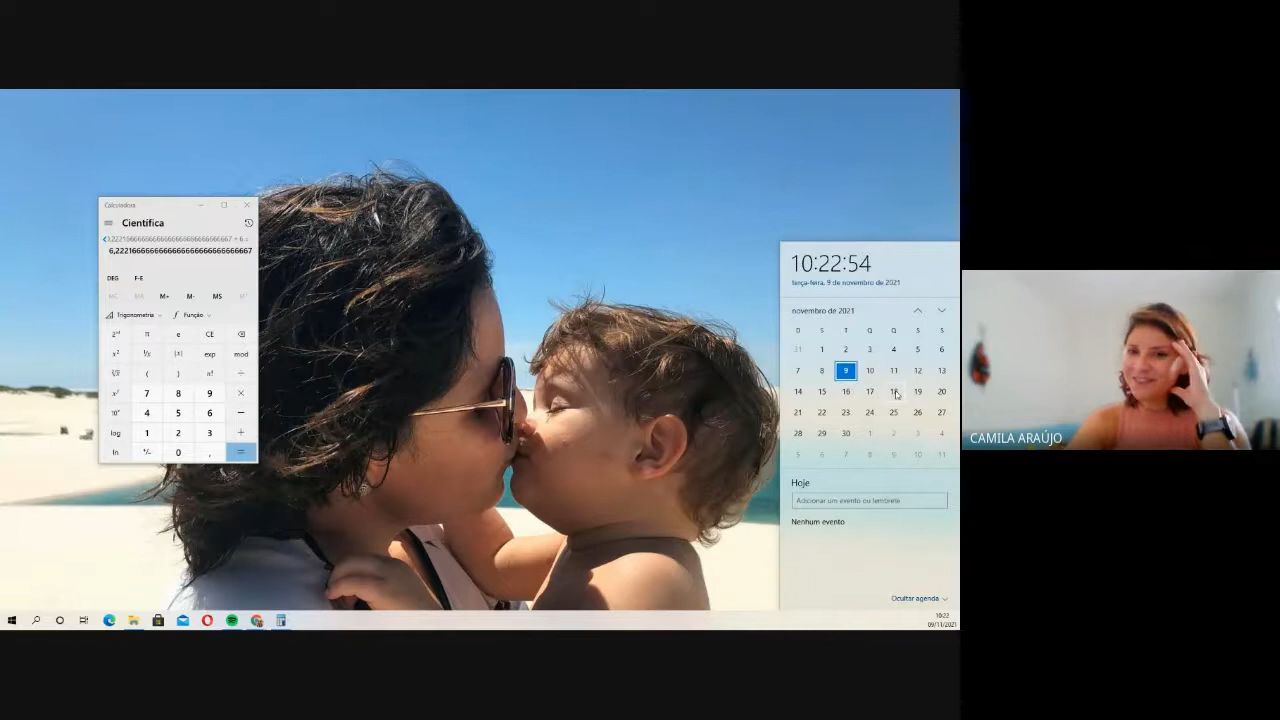 Calculadora
Científica
6,2221666666666666666666666666667
DEG F-E
MC MR M+ M- MS M˅
Trigonometria Função
2ⁿᵈ π e CE
x² ¹/x |x| exp mod
( ) n! ÷
xʸ 7 8 9 ×
10ˣ 4 5 6 −
log 1 2 3 +
ln +/- 0 , =
10:22:54
terça-feira, 9 de novembro de 2021
novembro de 2021
D S T Q Q S S
31 1 2 3 4 5 6
7 8 9 10 11 12 13
14 15 16 17 18 19 20
21 22 23 24 25 26 27
28 29 30 1 2 3 4
5 6 7 8 9 10 11
Hoje
Adicionar um evento ou lembrete
Nenhum evento
Ocultar agenda
10:22
09/11/2021
CAMILA ARAÚJO